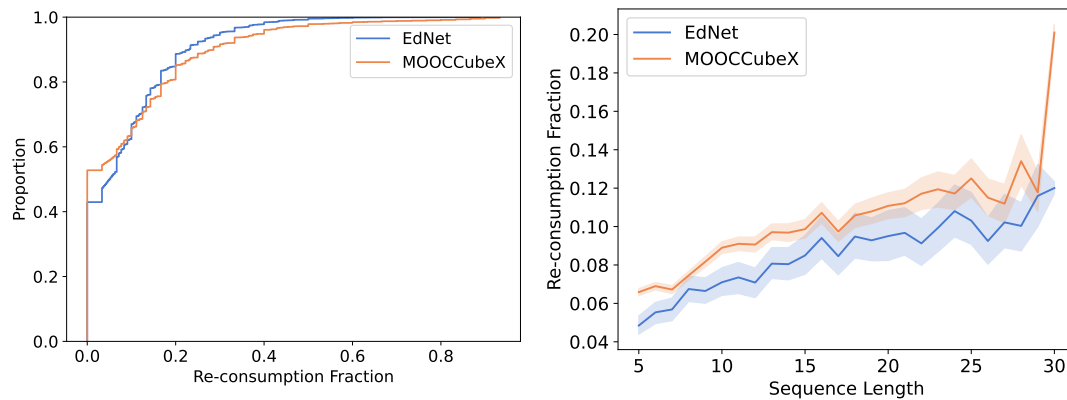 1.0
0.8
0.6
0.4
0.2
0.0
Proportion
0.0 0.2 0.4 0.6 0.8
Re-consumption Fraction
EdNet
MOOCCubeX
0.20
0.18
0.16
0.14
0.12
0.10
0.08
0.06
0.04
Re-consumption Fraction
5 10 15 20 25 30
Sequence Length
EdNet
MOOCCubeX